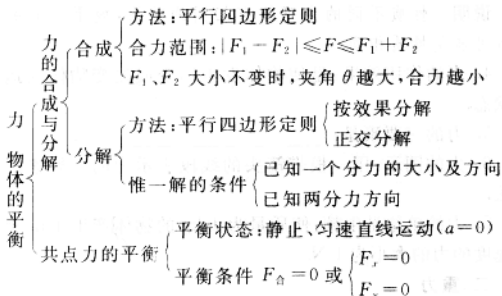 方法:平行四边形定则
合成
合力范围:|F₁-F₂|≤F≤F₁+F₂
F₁、F₂ 大小不变时,夹角 θ 越大,合力越小
力的合成与分解
方法:平行四边形定则
按效果分解
正交分解
分解
惟一解的条件
已知一个分力的大小及方向
已知两分力方向
力 物体的平衡
共点力的平衡
平衡状态:静止、匀速直线运动(a=0)
平衡条件 F合=0 或
Fₓ=0
Fᵧ=0